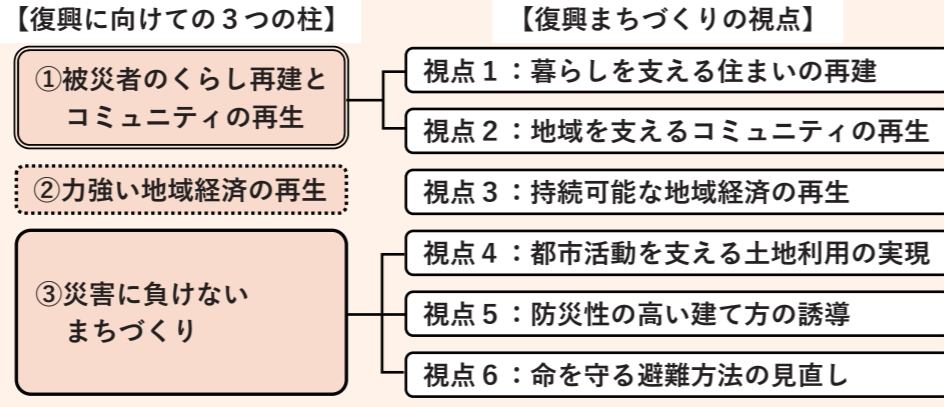 【復興に向けての３つの柱】
①被災者のくらし再建と
コミュニティの再生
②力強い地域経済の再生
③災害に負けない
まちづくり
【復興まちづくりの視点】
視点１：暮らしを支える住まいの再建
視点２：地域を支えるコミュニティの再生
視点３：持続可能な地域経済の再生
視点４：都市活動を支える土地利用の実現
視点５：防災性の高い建て方の誘導
視点６：命を守る避難方法の見直し